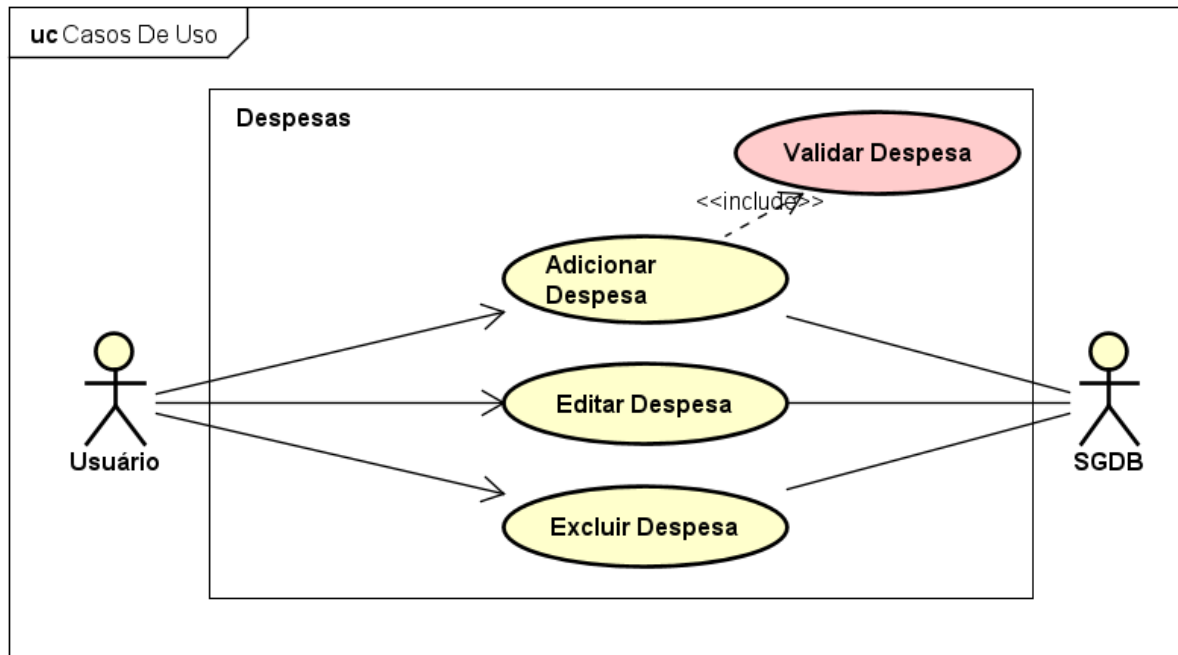 uc Casos De Uso
Despesas
Validar Despesa
<<include>>
Adicionar
Despesa
Editar Despesa
Usuário
SGDB
Excluir Despesa